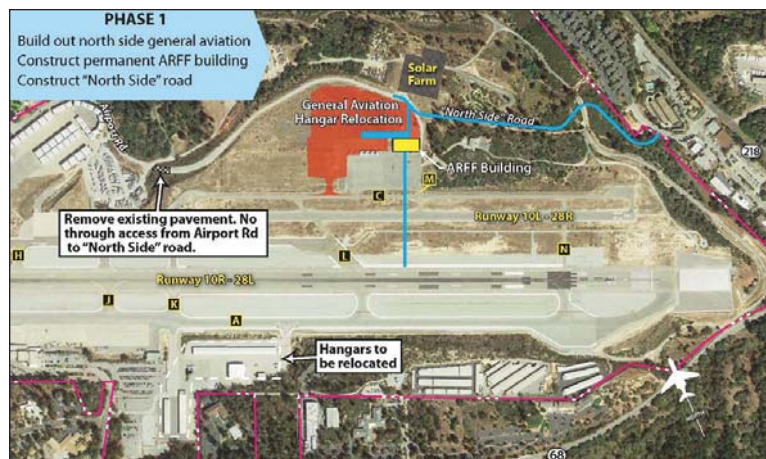 PHASE 1
Build out north side general aviation
Construct permanent ARFF building
Construct "North Side" road
Solar
Farm
General Aviation
Hangar Relocation
"North Side" Road
Airport Rd
218
ARFF Building
M
C
Remove existing pavement. No
through access from Airport Rd
to "North Side" road.
Runway 10L - 28R
H
L
N
Runway 10R - 28L
J
K
A
Hangars to
be relocated
68